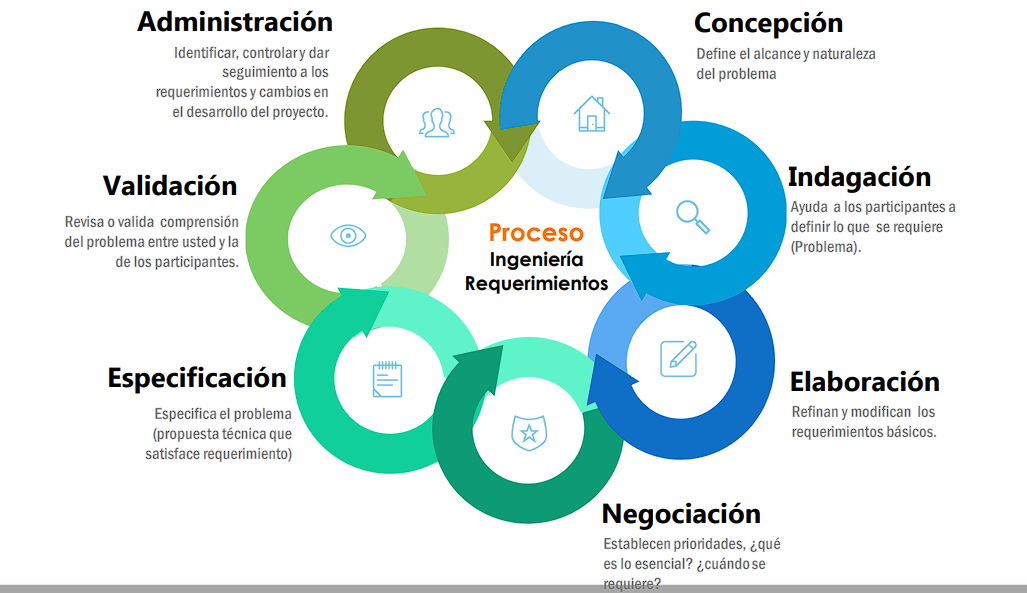 Administración
Identificar, controlar y dar
seguimiento a los
requerimientos y cambios en
el desarrollo del proyecto.
Concepción
Define el alcance y naturaleza
del problema
Indagación
Ayuda a los participantes a
definir lo que se requiere
(Problema).
Validación
Revisa o valida comprensión
del problema entre usted y la
de los participantes.
Proceso
Ingeniería
Requerimientos
Especificación
Especifica el problema
(propuesta técnica que
satisface requerimiento)
Elaboración
Refinan y modifican los
requerimientos básicos.
Negociación
Establecen prioridades, ¿qué
es lo esencial? ¿cuándo se
requiere?